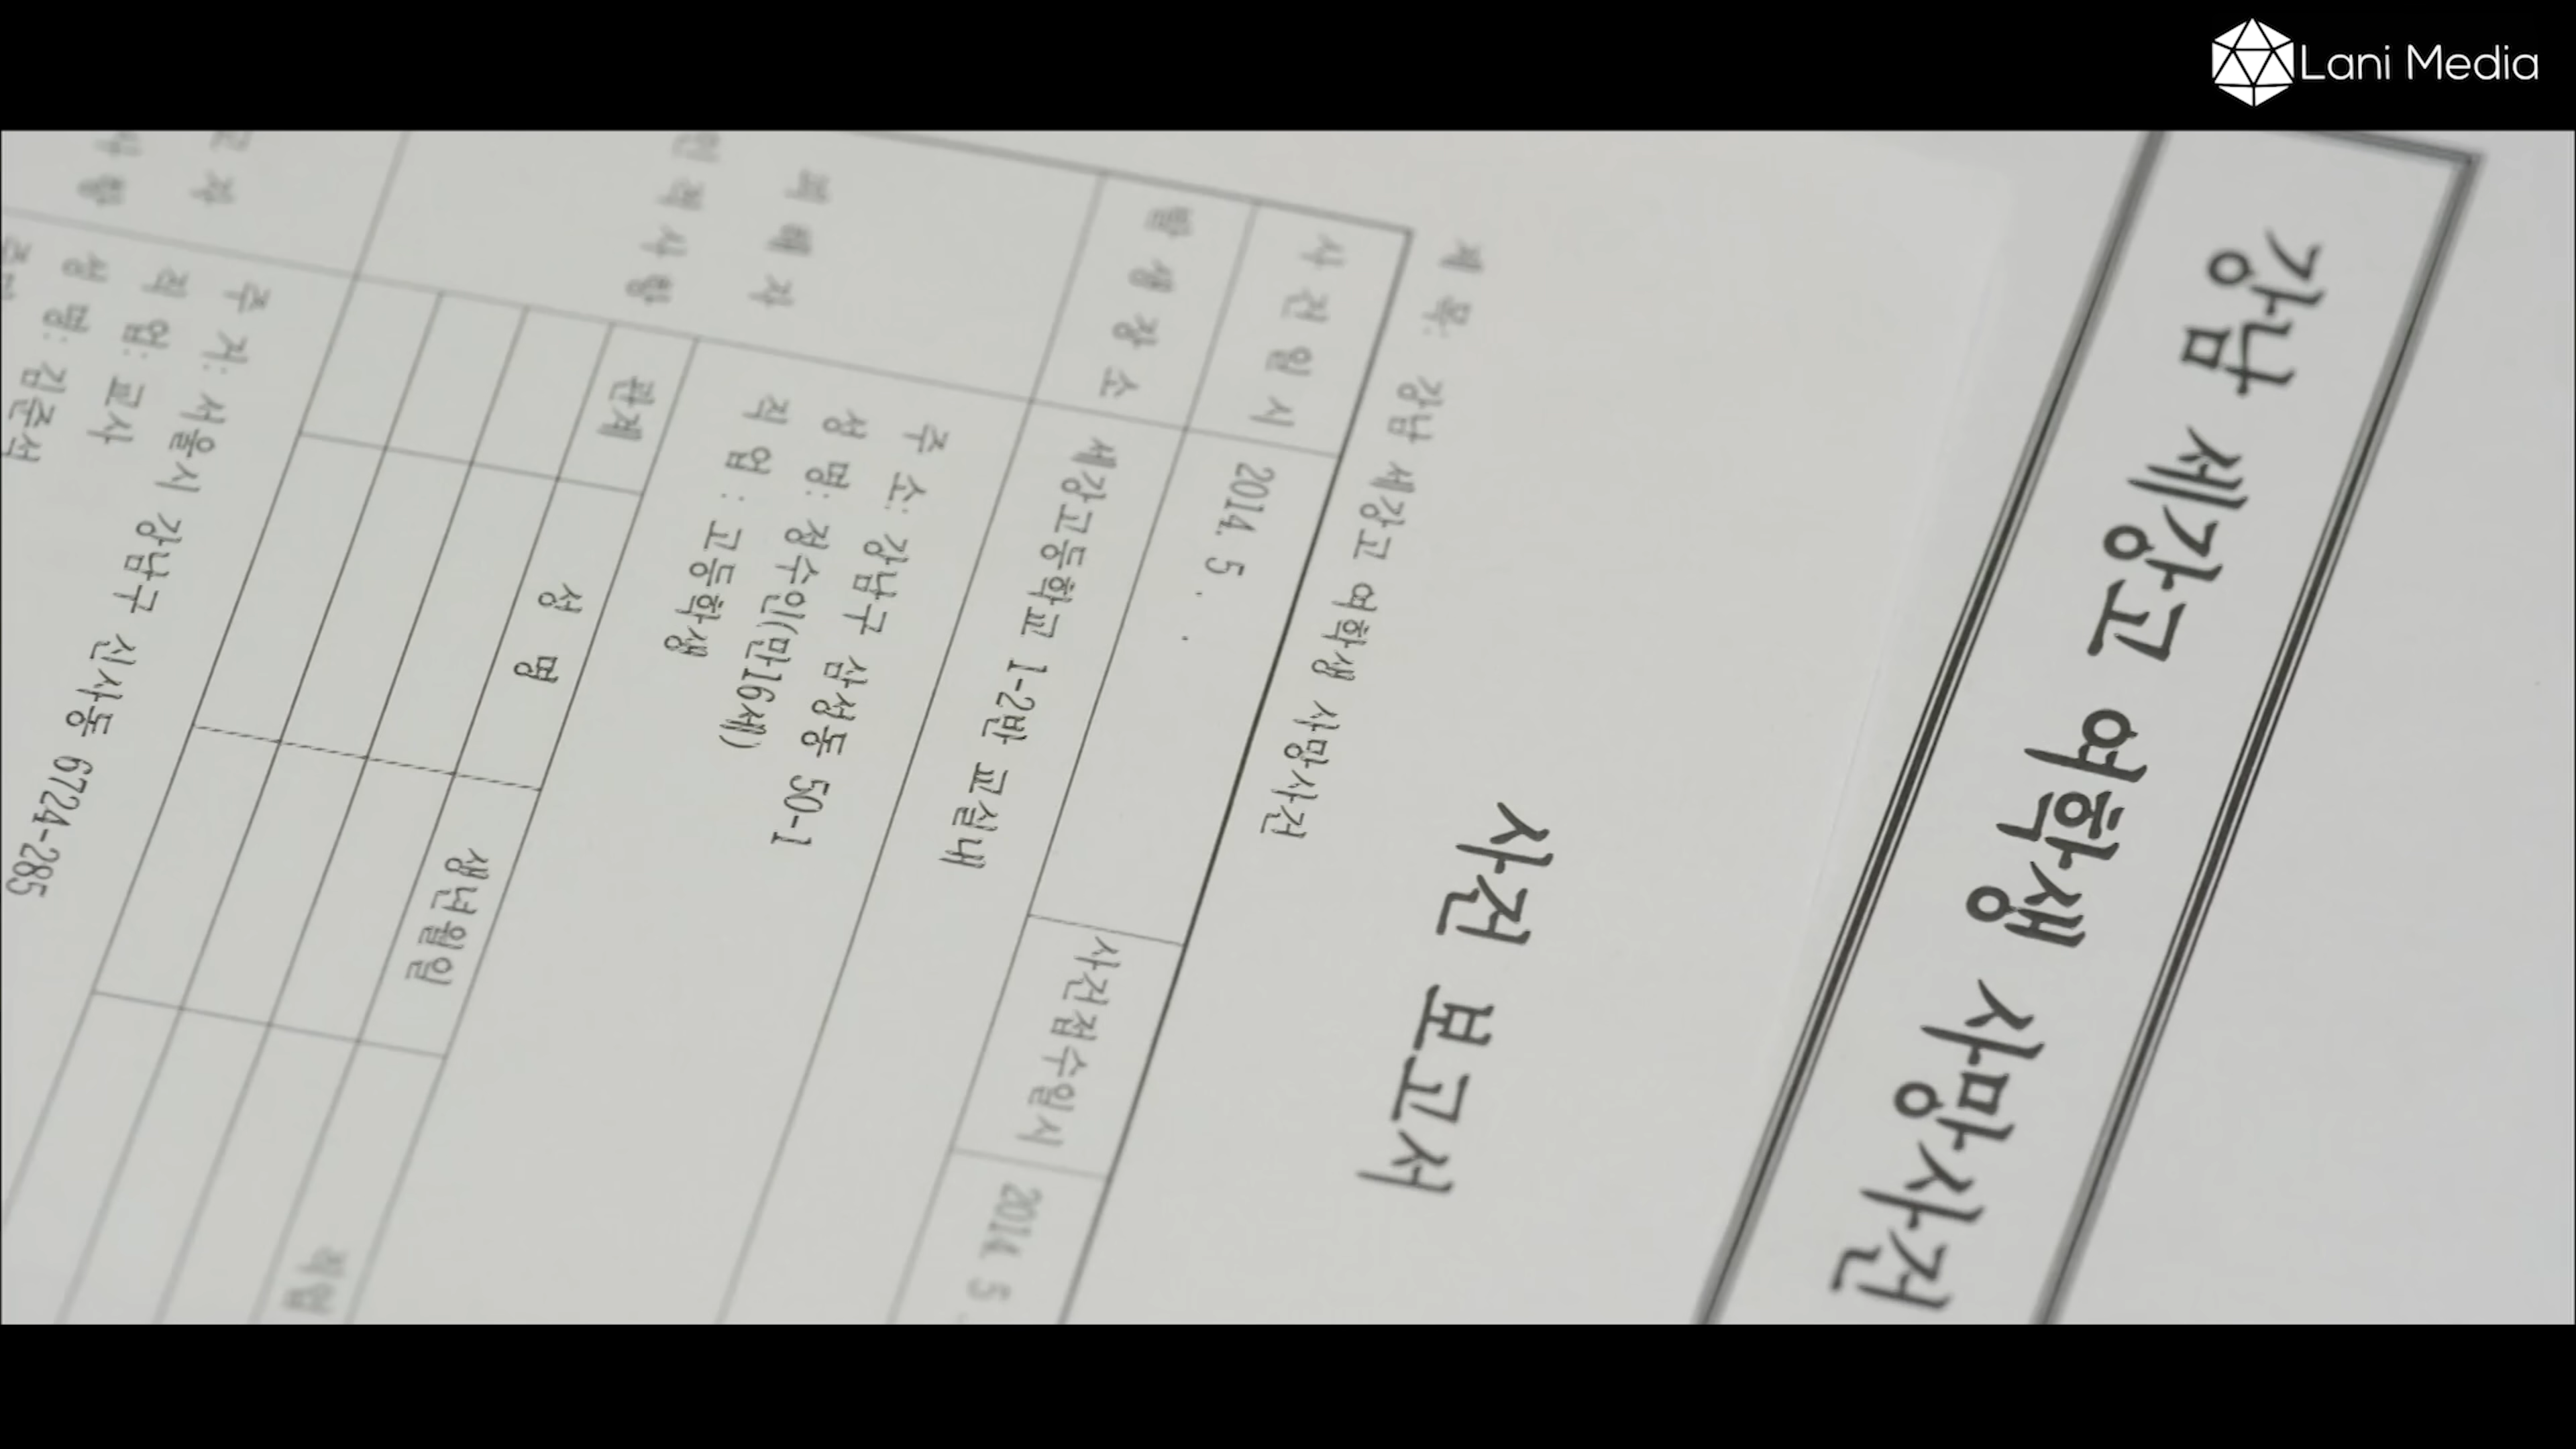 Lani Media
강남 세강고 여학생 사망사건
사건 보고서
제 목: 강남 세강고 여학생 사망사건
사 건 일 시 2014. 5 . . 사건접수일시 2014. 5 .
발 생 장 소 세강고등학교 1-2반 교실내
피 해 자
인 적 사 항
주 소: 강남구 삼성동 50-1
성 명: 정수인(만16세)
직 업 : 고등학생
관계 성 명 생년월일 직업
주 거: 서울시 강남구 신사동 6724-285
직 업: 교사
성 명: 김준석